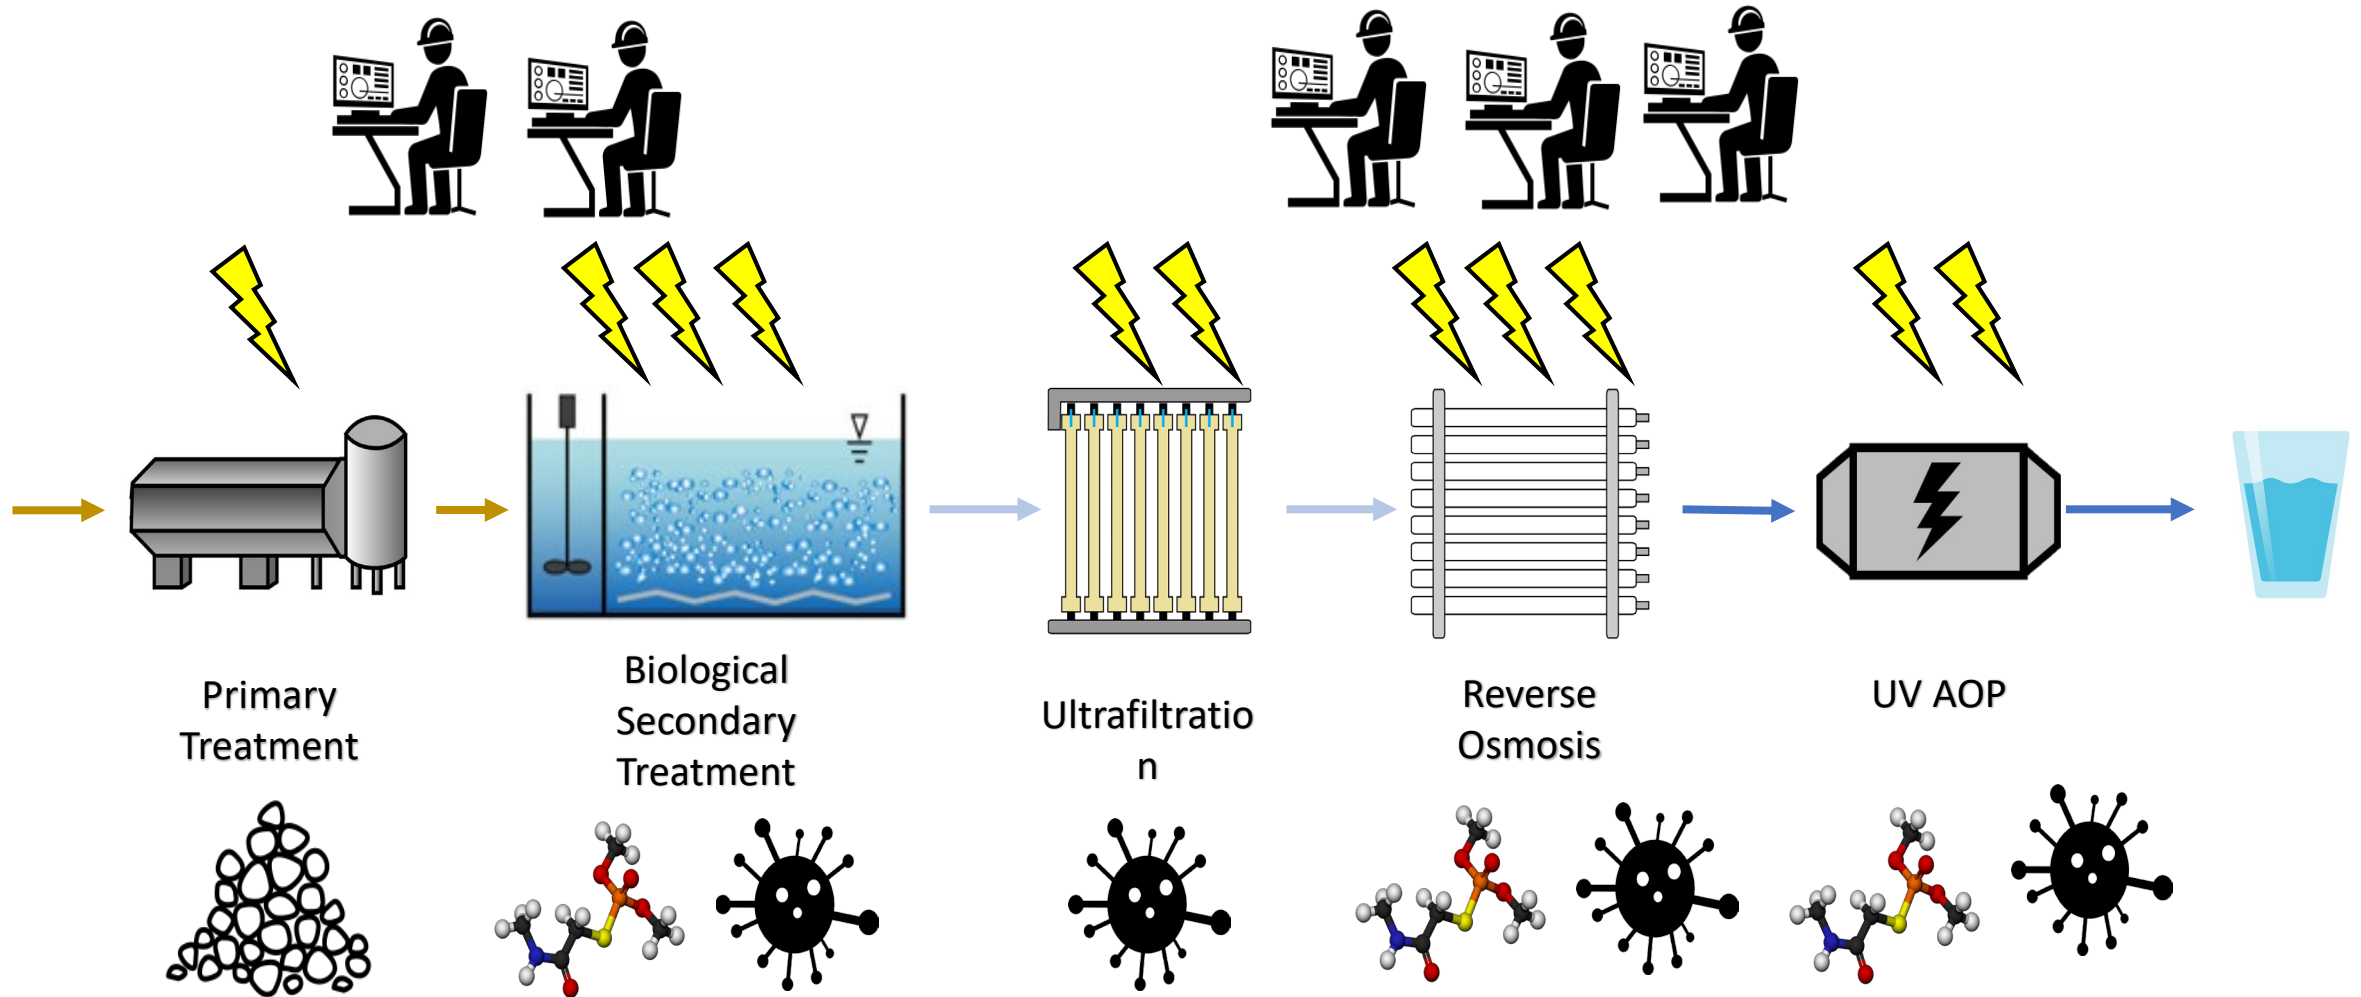 Primary
Treatment
Biological
Secondary
Treatment
Ultrafiltratio
n
Reverse
Osmosis
UV AOP